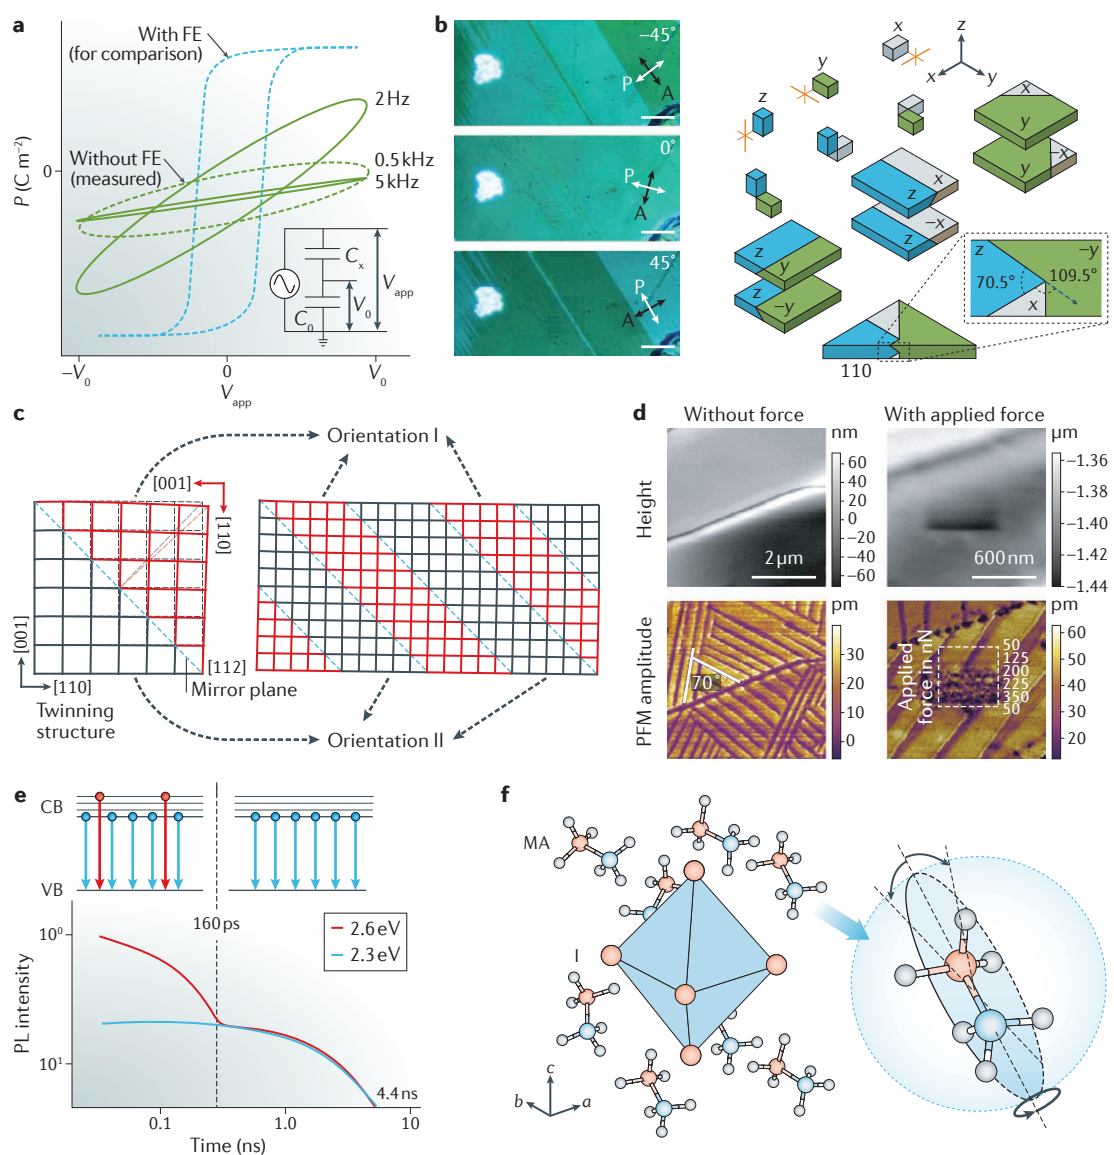 a
With FE
(for comparison)
2 Hz
Without FE
(measured)
0.5 kHz
5 kHz
P (C m⁻²)
0
Cₓ
C₀
V₀
V_app
−V₀
0
V₀
V_app
b
−45°
P
A
0°
P
A
45°
P
A
x
y
z
z
x
y
x
y
y
−x
x
z
−x
z
z
y
z
−y
z
−y
70.5°
109.5°
x
110
c
Orientation I
[001]
[110]
[001]
[110]
[112]
Mirror plane
Twinning
structure
Orientation II
d
Without force
With applied force
Height
nm
60
40
20
0
−20
−40
−60
2 µm
µm
−1.36
−1.38
−1.40
−1.42
−1.44
600 nm
PFM amplitude
pm
30
20
10
0
70°
Applied
force in nN
50
125
200
225
350
50
pm
60
50
40
30
20
e
CB
VB
160 ps
2.6 eV
2.3 eV
PL intensity
10⁰
10¹
4.4 ns
0.1
1.0
10
Time (ns)
f
MA
I
c
b
a